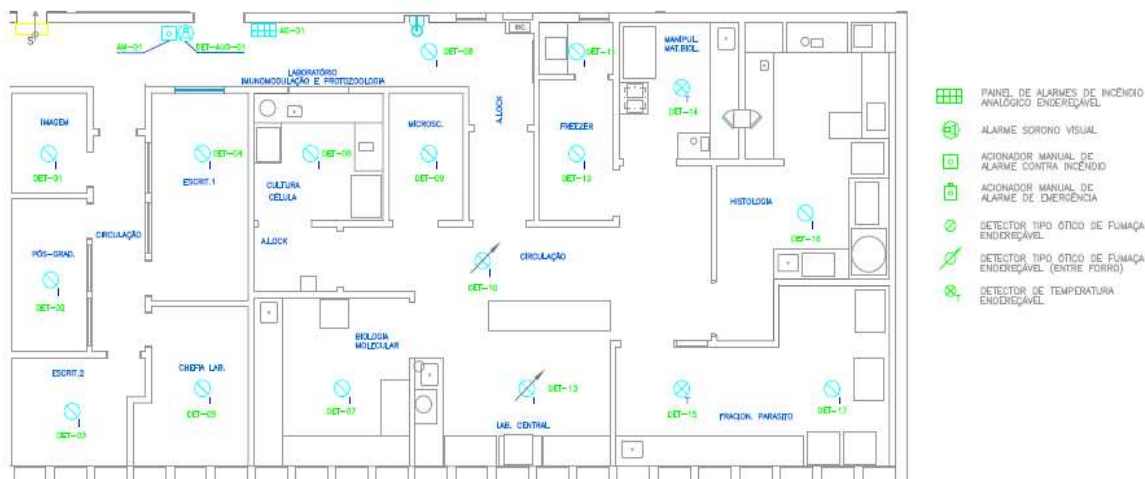 S
AM-01
DET-AUD-01
AC-01
DET-08
INC.
DET-11
MANIPUL.
MAT.BIOL.
LABORATÓRIO
IMUNOMODULAÇÃO E PROTOZOOLOGIA
IMAGEM
DET-01
DET-04
ESCRIT.1
DET-06
CULTURA
CÉLULA
MICROSC.
DET-09
A.LOCK
FREEZER
DET-12
DET-14
T
HISTOLOGIA
DET-16
CIRCULAÇÃO
A.LOCK
CIRCULAÇÃO
PÓS-GRAD.
DET-02
DET-10
BIOLOGIA
MOLECULAR
ESCRIT.2
DET-03
CHEFIA LAB.
DET-05
DET-07
DET-13
LAB. CENTRAL
DET-15
T
FRACION. PARASITO
DET-17
PAINEL DE ALARMES DE INCÊNDIO
ANALÓGICO ENDEREÇÁVEL
ALARME SORONO VISUAL
ACIONADOR MANUAL DE
ALARME CONTRA INCÊNDIO
ACIONADOR MANUAL DE
ALARME DE EMERGÊNCIA
DETECTOR TIPO ÓTICO DE FUMAÇA
ENDEREÇÁVEL
DETECTOR TIPO ÓTICO DE FUMAÇA
ENDEREÇÁVEL (ENTRE FORRO)
T
DETECTOR DE TEMPERATURA
ENDEREÇÁVEL